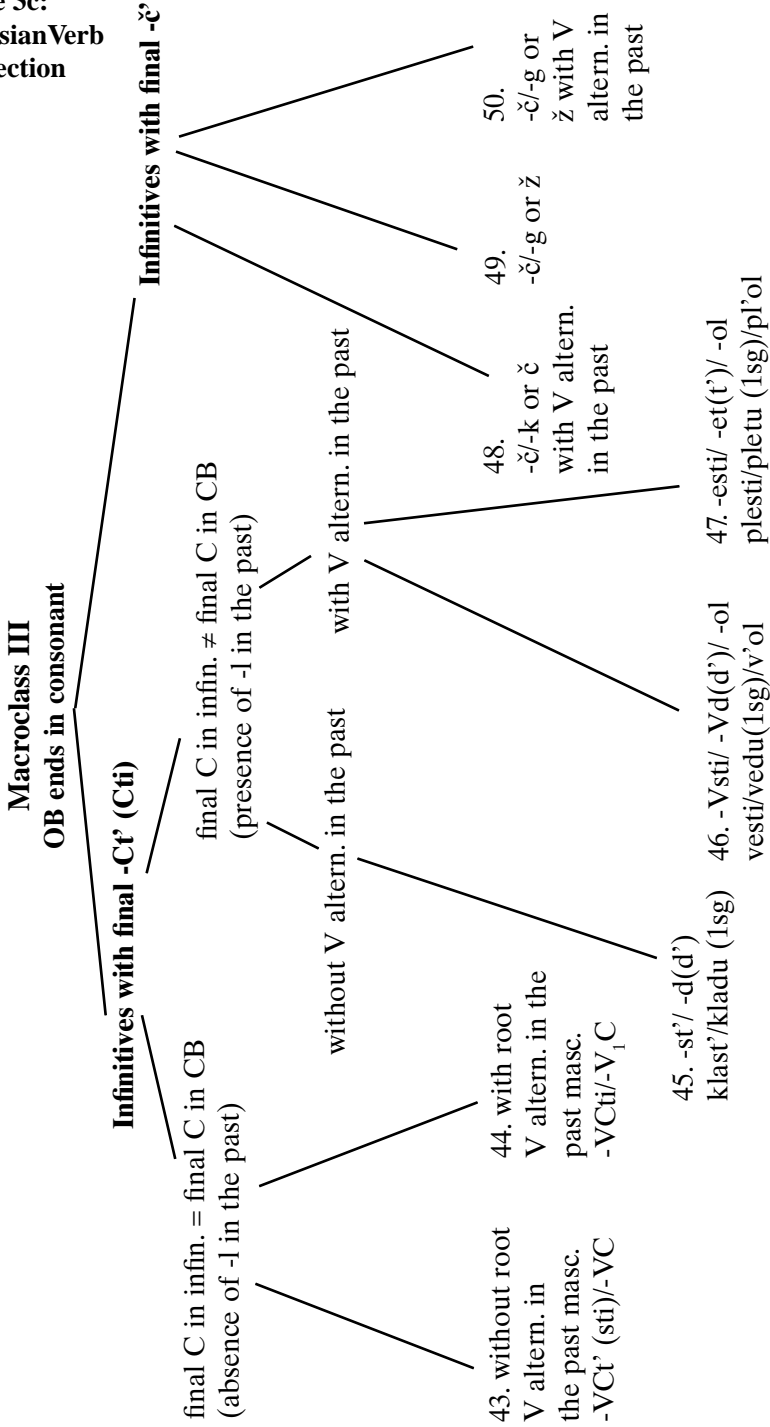 e 3c:
sianVerb
ection
Macroclass III
OB ends in consonant
Infinitives with final -Ct’ (Cti)
Infinitives with final -č’
final C in infin. = final C in CB
(absence of -l in the past)
final C in infin. ≠ final C in CB
(presence of -l in the past)
without V altern. in the past
with V altern. in the past
43. without root
V altern. in
the past masc.
-VCt’ (sti)/-VC
44. with root
V altern. in the
past masc.
-VCti/-V₁C
45. -st’/ -d(d’)
klast’/kladu (1sg)
46. -Vsti/ -Vd(d’)/ -ol
vesti/vedu(1sg)/v’ol
47. -esti/ -et(t’)/ -ol
plesti/pletu (1sg)/pl’ol
48.
-č/-k or č
with V altern.
in the past
49.
-č/-g or ž
50.
-č/-g or
ž with V
altern. in
the past